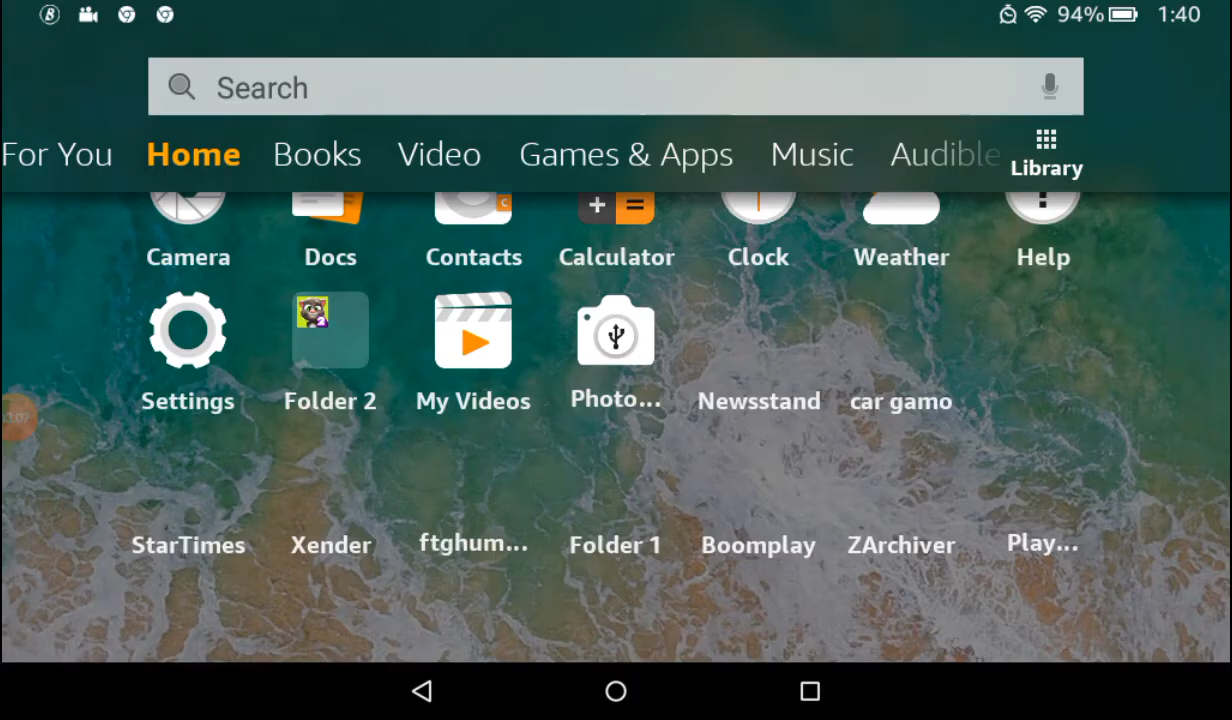 94% 1:40
Search
For You Home Books Video Games & Apps Music Audible Library
Camera Docs Contacts Calculator Clock Weather Help
Settings Folder 2 My Videos Photo... Newsstand car gamo
StarTimes Xender ftghum... Folder 1 Boomplay ZArchiver Play...